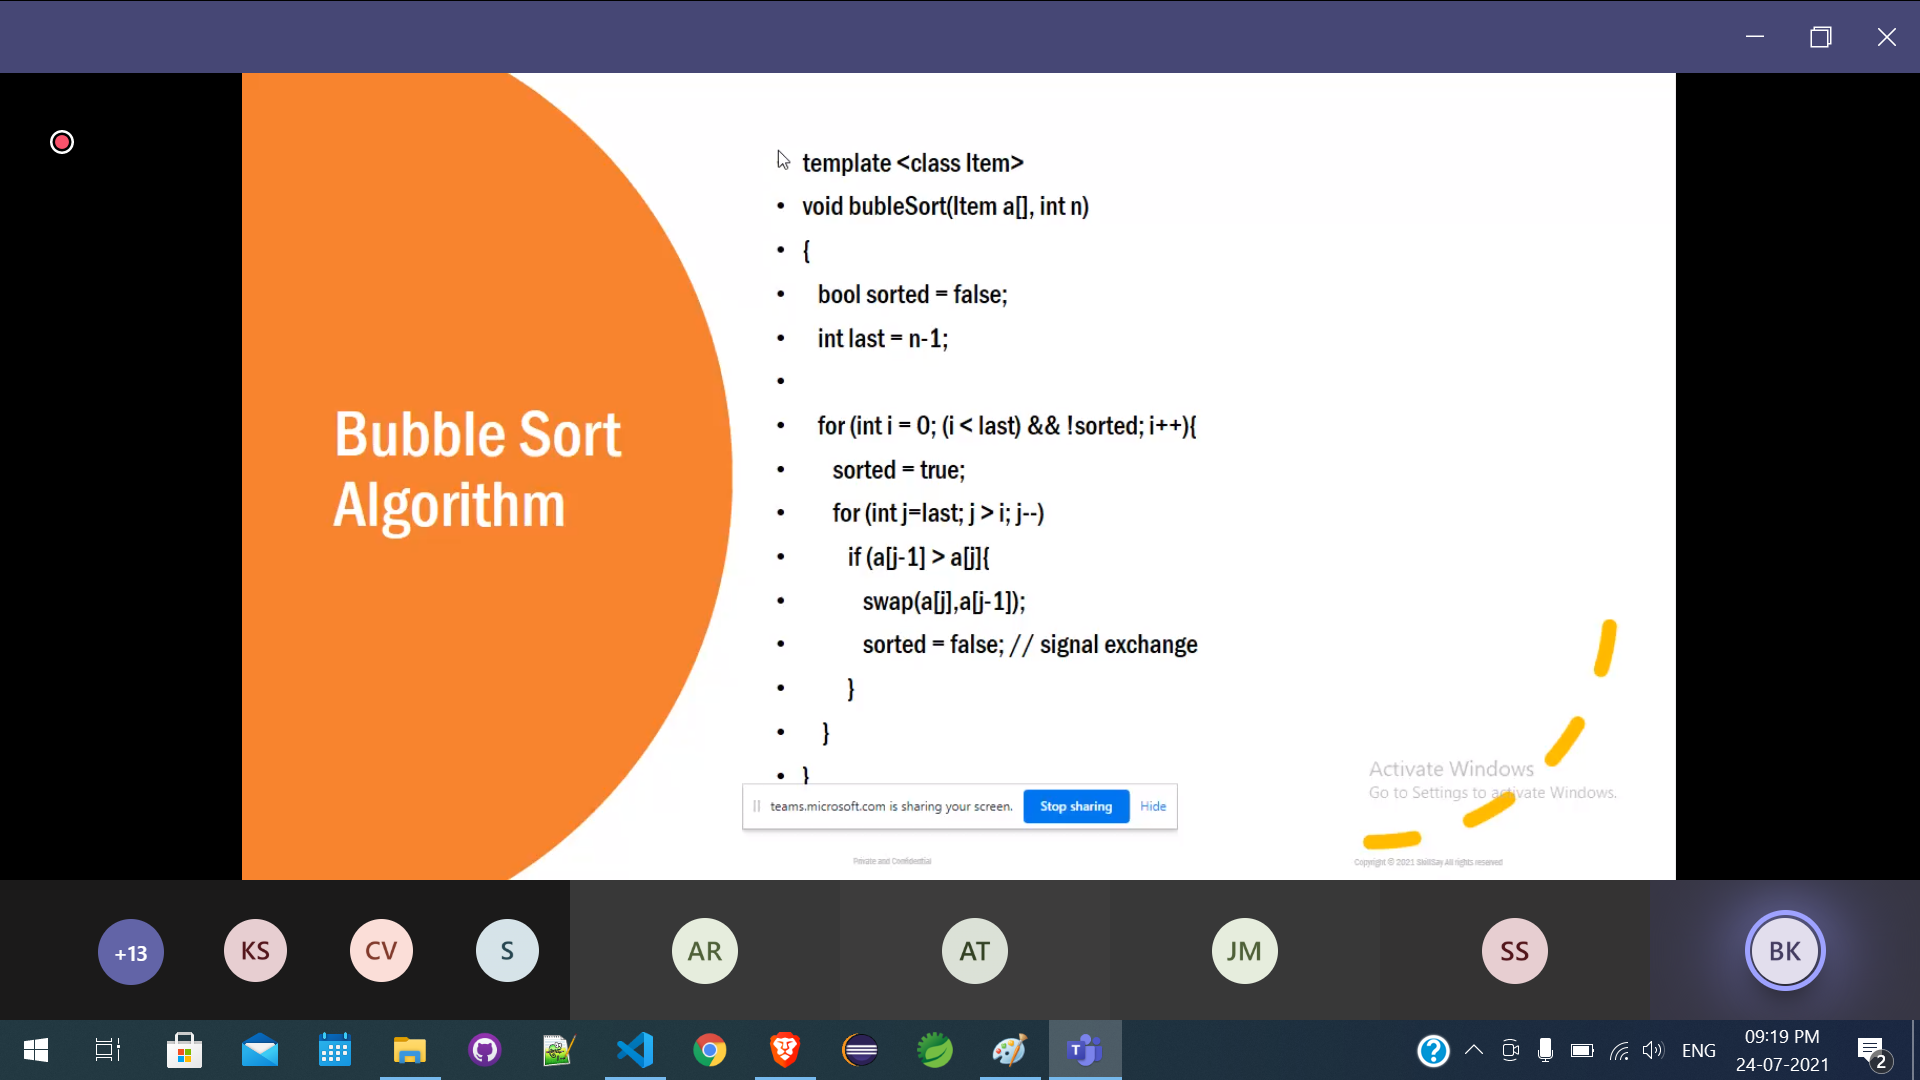 Bubble Sort
Algorithm
template <class Item>
• void bubleSort(Item a[], int n)
• {
• bool sorted = false;
• int last = n-1;
•
• for (int i = 0; (i < last) && !sorted; i++){
• sorted = true;
• for (int j=last; j > i; j--)
• if (a[j-1] > a[j]{
• swap(a[j],a[j-1]);
• sorted = false; // signal exchange
• }
• }
• }
teams.microsoft.com is sharing your screen. Stop sharing Hide
Activate Windows
Go to Settings to activate Windows.
Private and Confidential
Copyright © 2021 SkillSay All rights reserved
+13 KS CV S AR AT JM SS BK
ENG
09:19 PM
24-07-2021
2